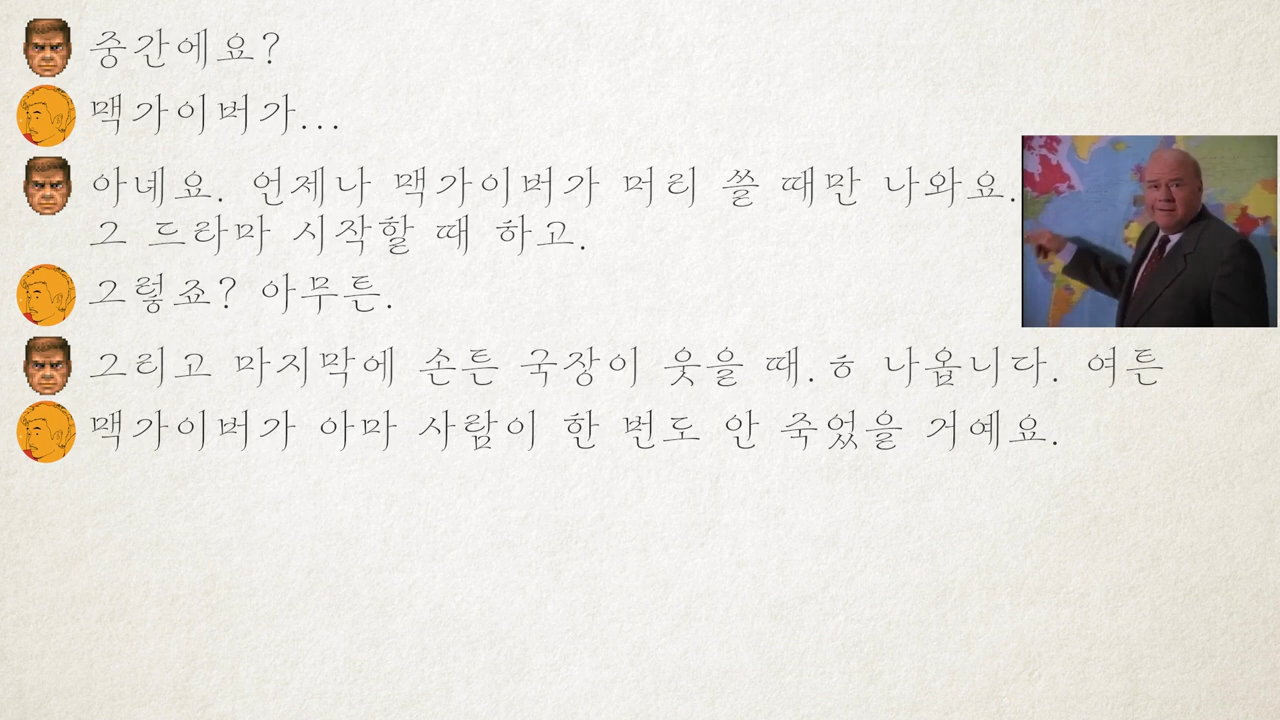 중간에요?
맥가이버가...
아녜요. 언제나 맥가이버가 머리 쓸 때만 나와요.
그 드라마 시작할 때 하고.
그렇죠? 아무튼.
그리고 마지막에 손튼 국장이 웃을 때.ㅎ 나옵니다. 여튼
맥가이버가 아마 사람이 한 번도 안 죽었을 거예요.